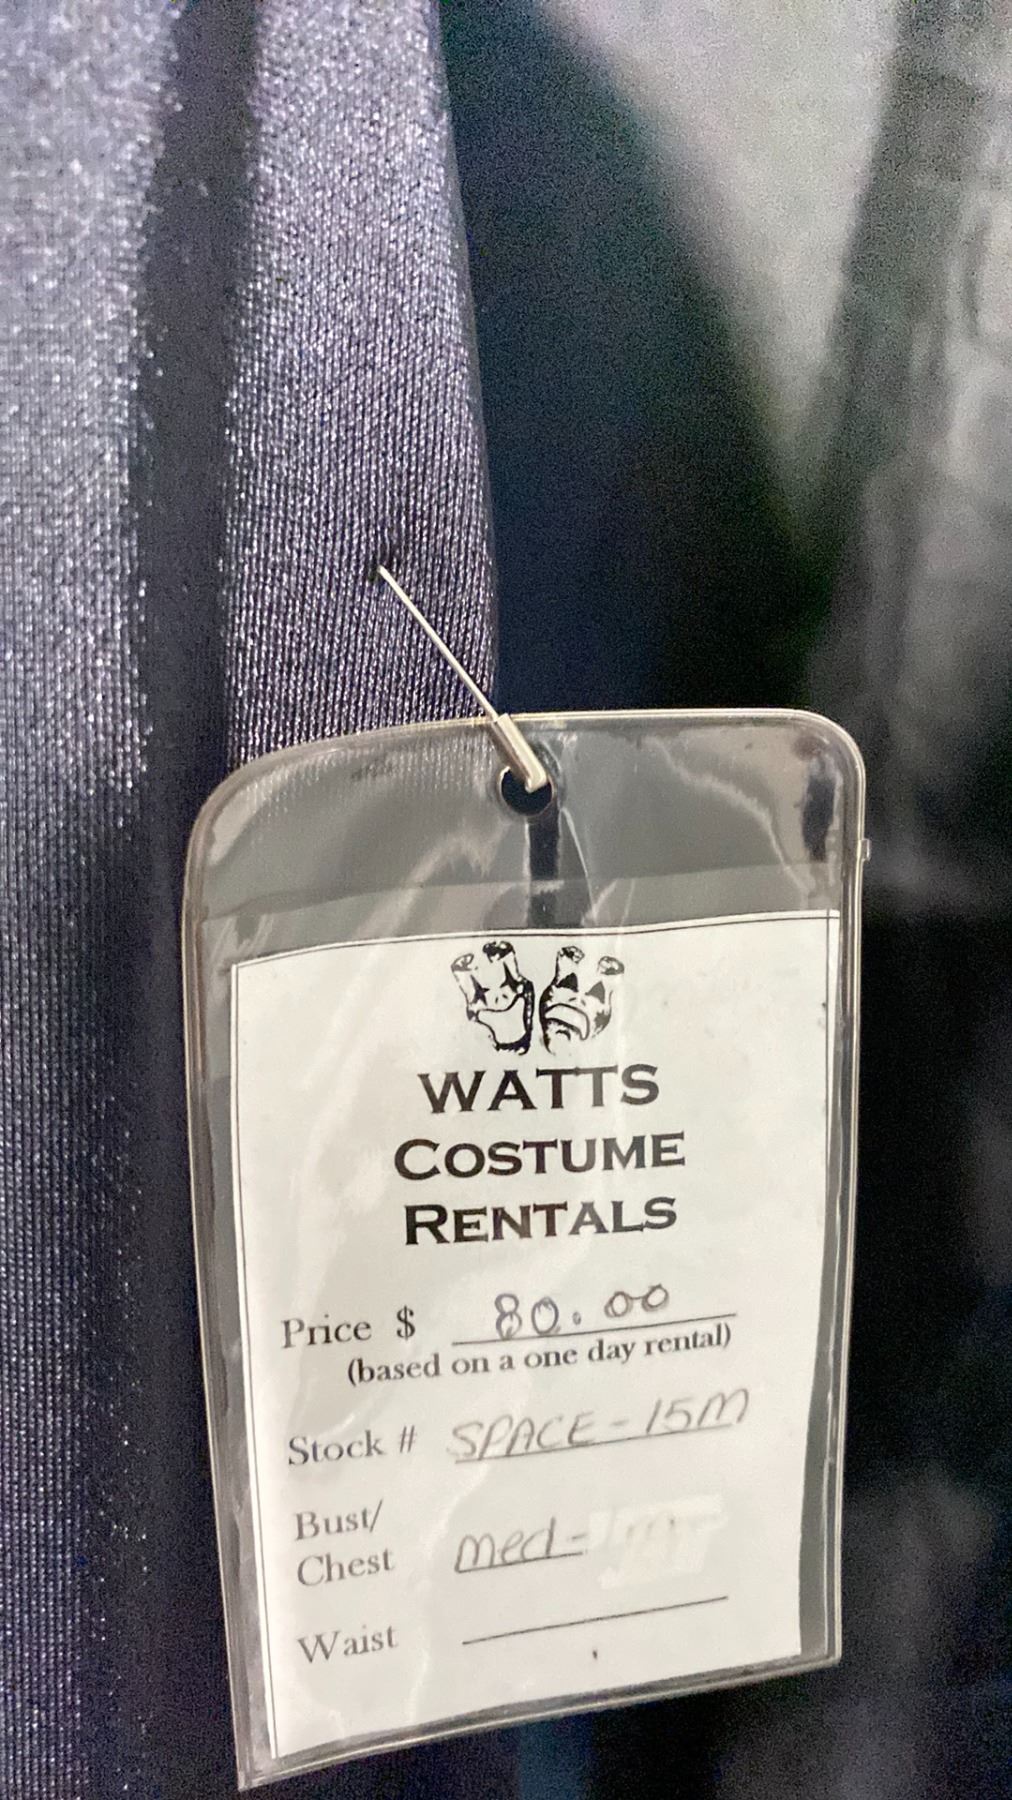 WATTS
COSTUME
RENTALS
Price $ 80.00
(based on a one day rental)
Stock # SPACE-15M
Bust/
Chest med-
Waist